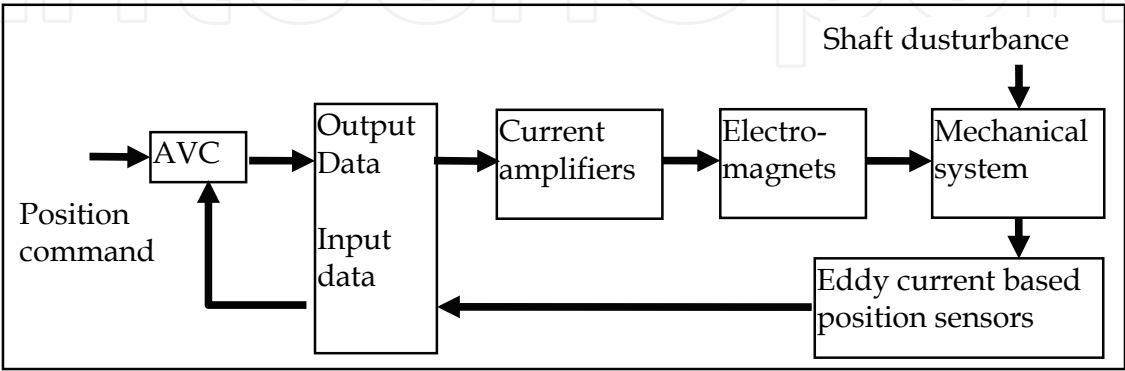 Shaft dusturbance
Position
command
AVC
Output
Data
Input
data
Current
amplifiers
Electro-
magnets
Mechanical
system
Eddy current based
position sensors